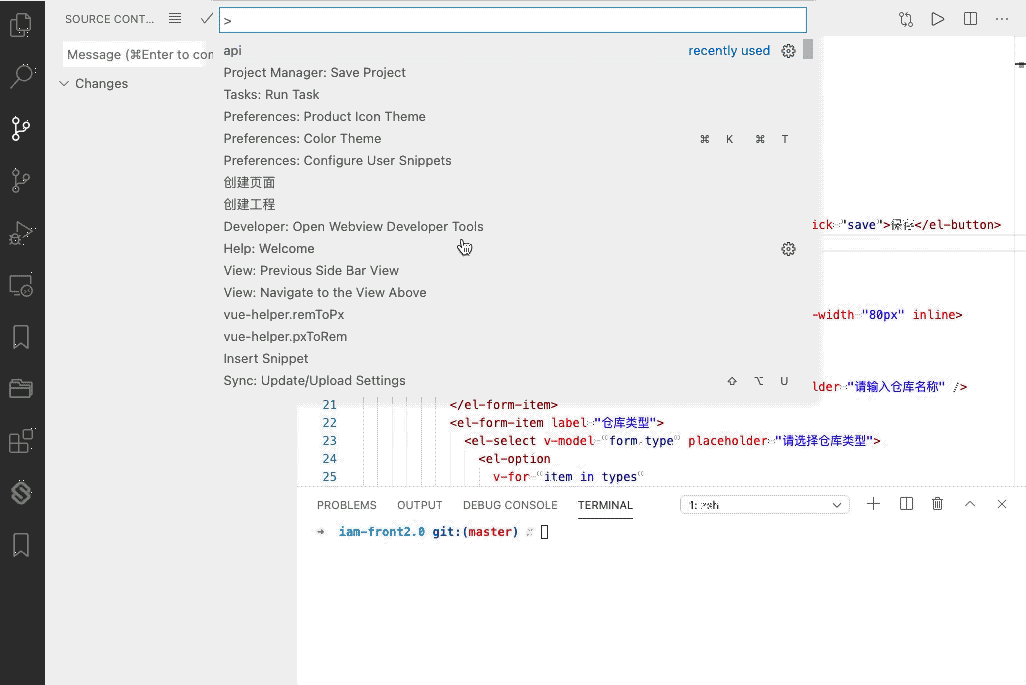 SOURCE CONT...
>
Message (⌘Enter to con
Changes
api recently used
Project Manager: Save Project
Tasks: Run Task
Preferences: Product Icon Theme
Preferences: Color Theme ⌘ K ⌘ T
Preferences: Configure User Snippets
创建页面
创建工程
Developer: Open Webview Developer Tools
Help: Welcome
View: Previous Side Bar View
View: Navigate to the View Above
vue-helper.remToPx
vue-helper.pxToRem
Insert Snippet
Sync: Update/Upload Settings ⇧ ⌥ U
ick="save">保存</el-button>
-width="80px" inline>
lder="请输入仓库名称" />
21 </el-form-item>
22 <el-form-item label="仓库类型">
23 <el-select v-model="form.type" placeholder="请选择仓库类型">
24 <el-option
25 v-for="item in types"
PROBLEMS OUTPUT DEBUG CONSOLE TERMINAL 1: zsh
→ iam-front2.0 git:(master)